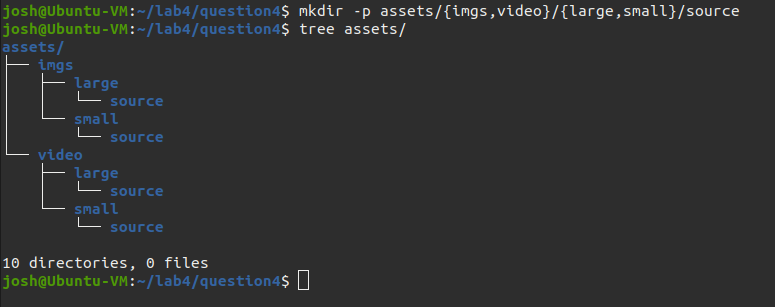 josh@Ubuntu-VM:~/lab4/question4$ mkdir -p assets/{imgs,video}/{large,small}/source
josh@Ubuntu-VM:~/lab4/question4$ tree assets/
assets/
├── imgs
│   ├── large
│   │   └── source
│   └── small
│       └── source
└── video
    ├── large
    │   └── source
    └── small
        └── source
10 directories, 0 files
josh@Ubuntu-VM:~/lab4/question4$